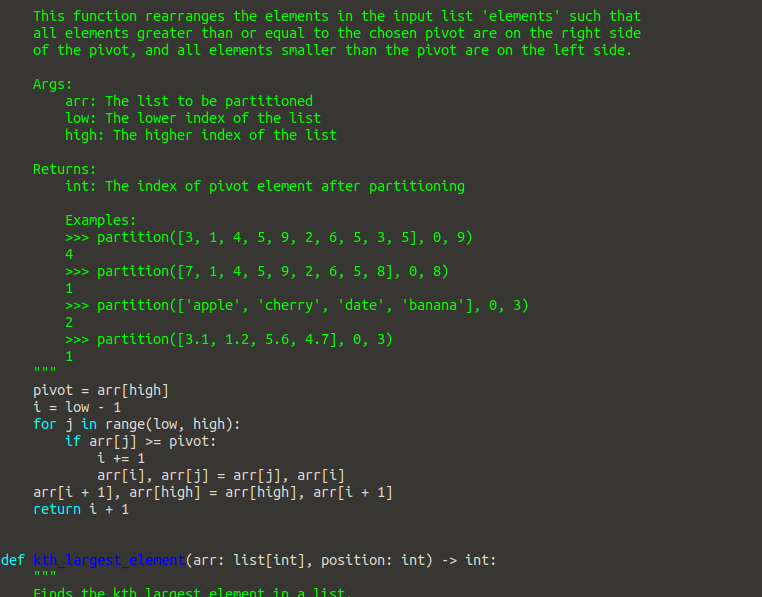 This function rearranges the elements in the input list 'elements' such that
all elements greater than or equal to the chosen pivot are on the right side
of the pivot, and all elements smaller than the pivot are on the left side.
Args:
arr: The list to be partitioned
low: The lower index of the list
high: The higher index of the list
Returns:
int: The index of pivot element after partitioning
Examples:
>>> partition([3, 1, 4, 5, 9, 2, 6, 5, 3, 5], 0, 9)
4
>>> partition([7, 1, 4, 5, 9, 2, 6, 5, 8], 0, 8)
1
>>> partition(['apple', 'cherry', 'date', 'banana'], 0, 3)
2
>>> partition([3.1, 1.2, 5.6, 4.7], 0, 3)
1
"""
pivot = arr[high]
i = low - 1
for j in range(low, high):
if arr[j] >= pivot:
i += 1
arr[i], arr[j] = arr[j], arr[i]
arr[i + 1], arr[high] = arr[high], arr[i + 1]
return i + 1
def kth_largest_element(arr: list[int], position: int) -> int:
"""
Finds the kth largest element in a list.